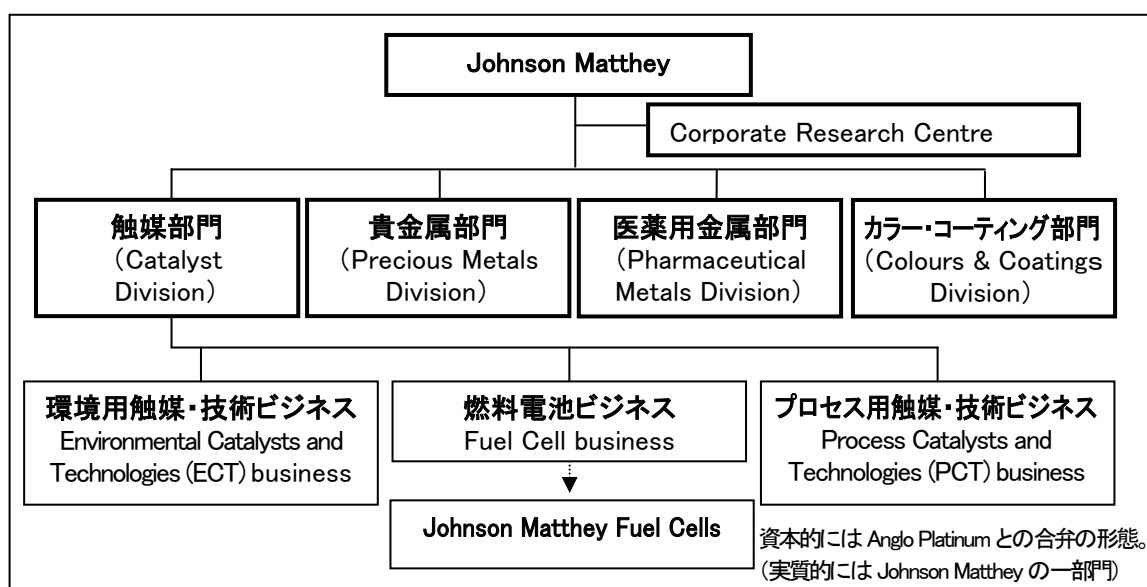 Johnson Matthey
Corporate Research Centre
触媒部門
（Catalyst
Division）
貴金属部門
（Precious Metals
Division）
医薬用金属部門
（Pharmaceutical
Metals Division）
カラー・コーティング部門
（Colours & Coatings
Division）
環境用触媒・技術ビジネス
Environmental Catalysts and
Technologies (ECT) business
燃料電池ビジネス
Fuel Cell business
プロセス用触媒・技術ビジネス
Process Catalysts and
Technologies (PCT) business
Johnson Matthey Fuel Cells
資本的には Anglo Platinum との合弁の形態。
（実質的には Johnson Matthey の一部門）